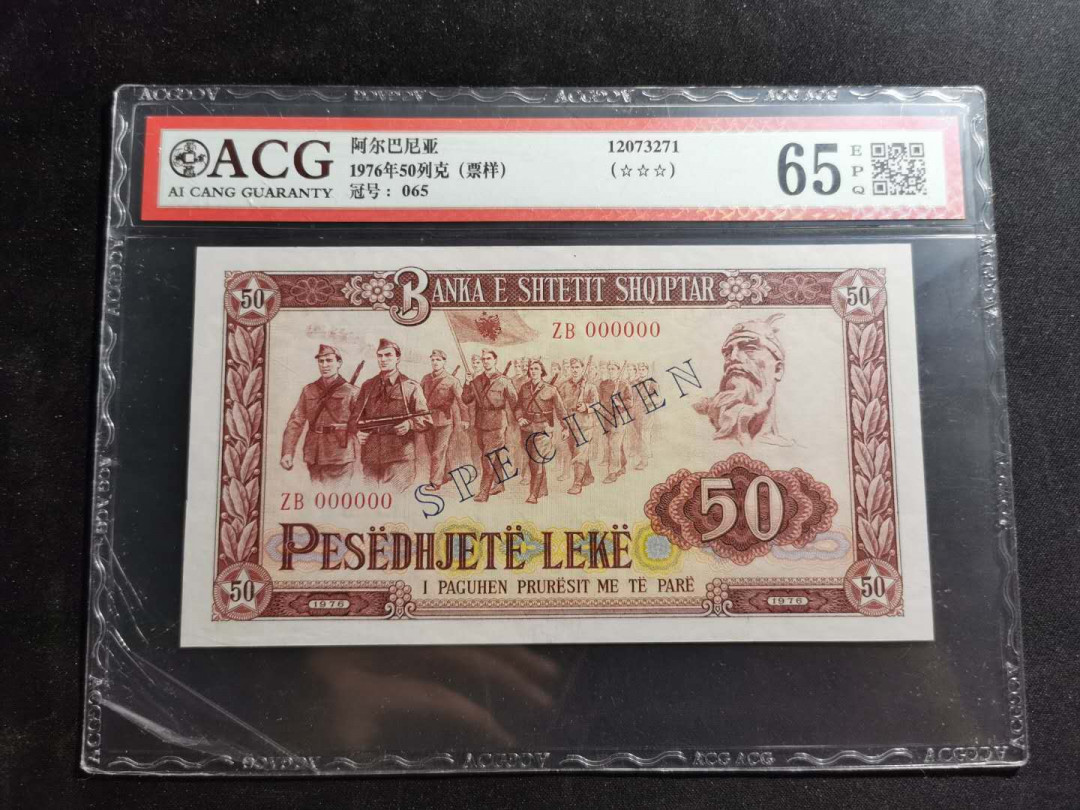 ACG
AI CANG GUARANTY
阿尔巴尼亚
1976年50列克（票样）
冠号： 065
12073271
(☆☆☆)
65
EPQ
50
BANKA E SHTETIT SHQIPTAR
50
ZB 000000
SPECIMEN
ZB 000000
50
PESËDHJETË LEKË
I PAGUHEN PRURËSIT ME TË PARË
50
1976
1976
50